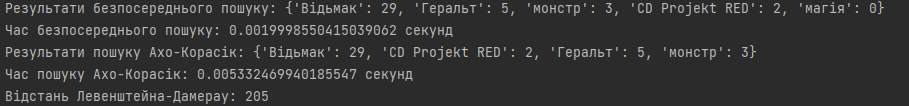 Результати безпосереднього пошуку: {'Відьмак': 29, 'Геральт': 5, 'монстр': 3, 'CD Projekt RED': 2, 'магія': 0}
Час безпосереднього пошуку: 0.0019998550415039062 секунд
Результати пошуку Ахо-Корасік: {'Відьмак': 29, 'CD Projekt RED': 2, 'Геральт': 5, 'монстр': 3}
Час пошуку Ахо-Корасік: 0.005332469940185547 секунд
Відстань Левенштейна-Дамерау: 205